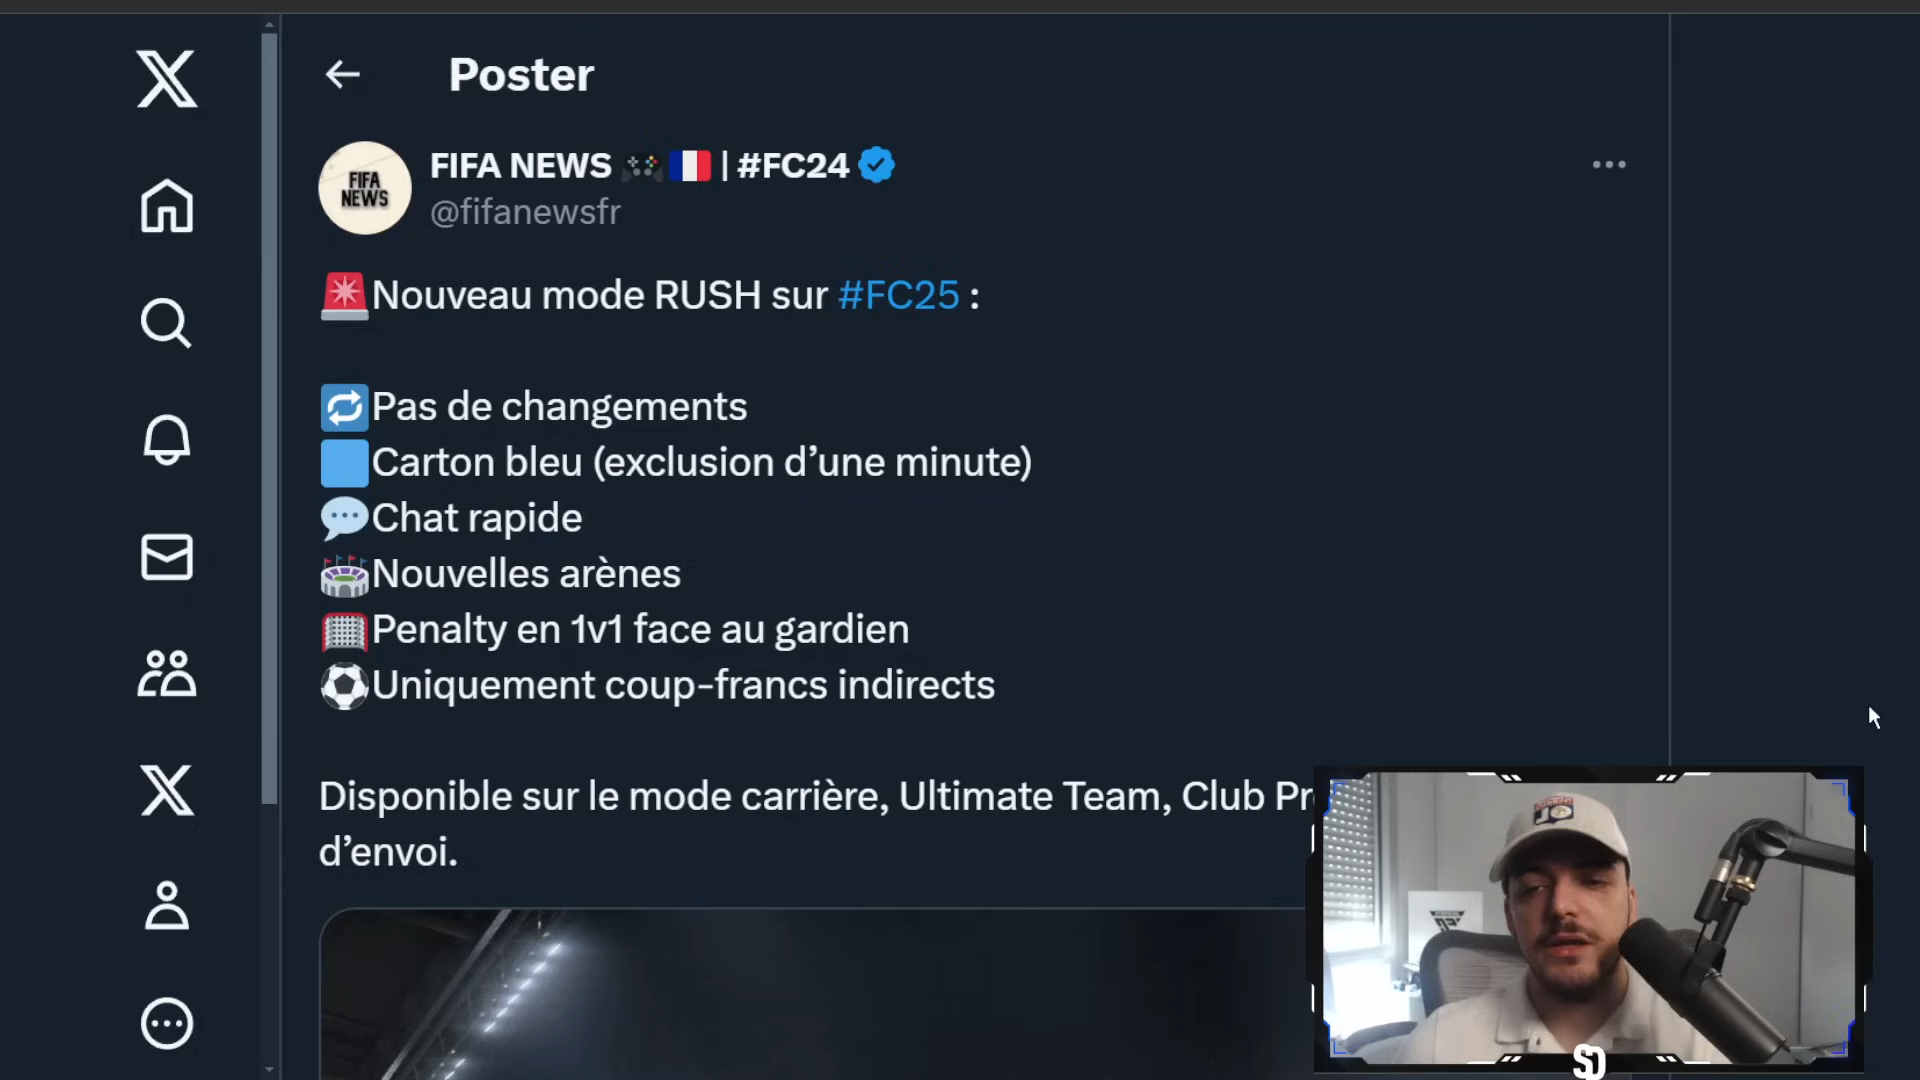 Poster
FIFA NEWS 🎮🇫🇷 | #FC24
@fifanewsfr
FIFA
NEWS
🚨Nouveau mode RUSH sur #FC25 :
🔁Pas de changements
🟦Carton bleu (exclusion d’une minute)
💬Chat rapide
🏟️Nouvelles arènes
🥅Penalty en 1v1 face au gardien
⚽Uniquement coup-francs indirects
Disponible sur le mode carrière, Ultimate Team, Club
d’envoi.